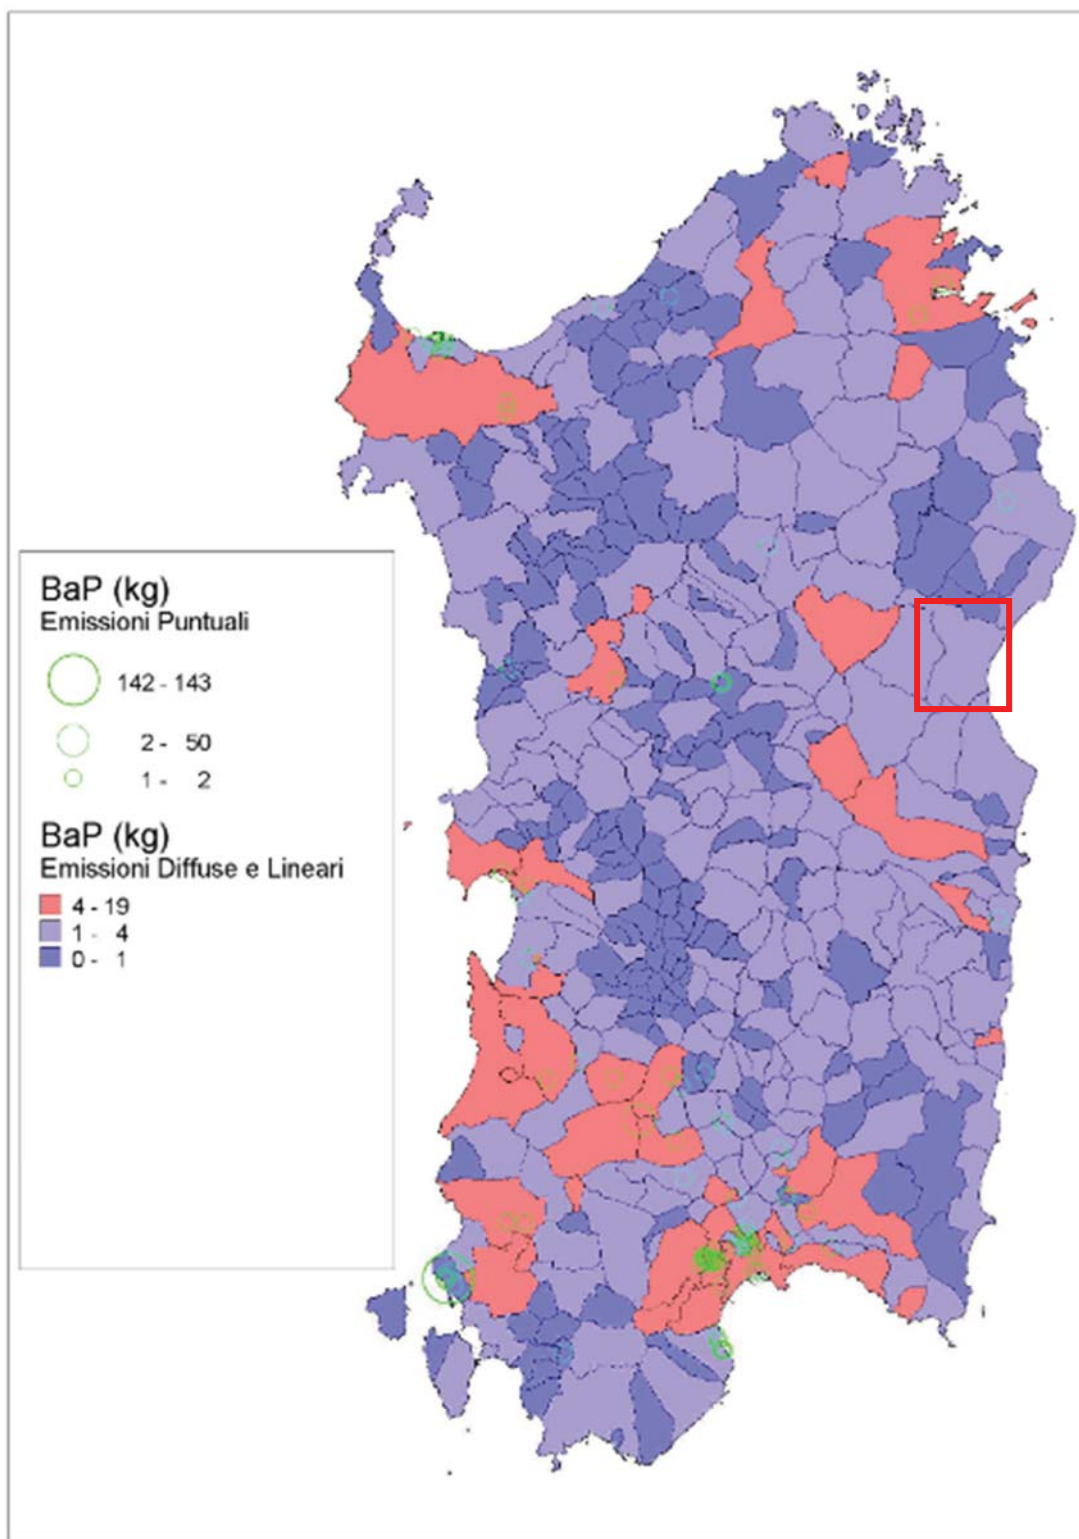 BaP (kg)
Emissioni Puntuali
142 - 143
2 - 50
1 - 2
BaP (kg)
Emissioni Diffuse e Lineari
4 - 19
1 - 4
0 - 1